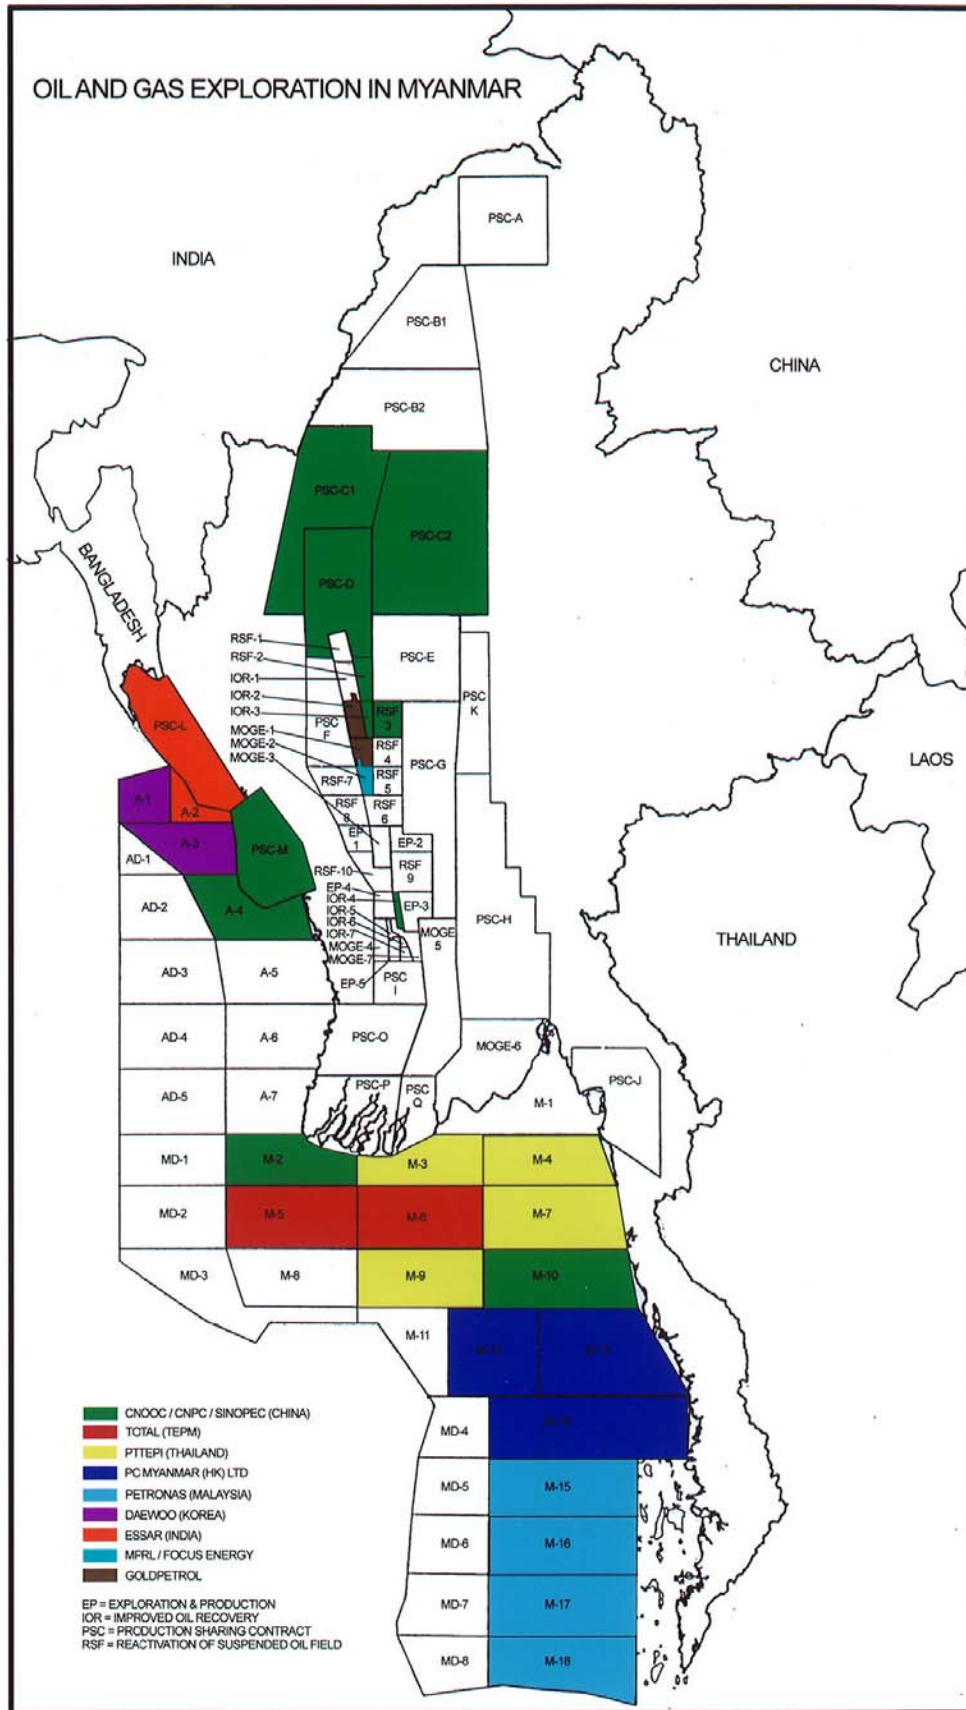 OIL AND GAS EXPLORATION IN MYANMAR
PSC-A
INDIA
PSC-B1
CHINA
PSC-B2
PSC-C1
PSC-C2
BANGLADESH
PSC-D
RSF-1
RSF-2
IOR-1
IOR-2
IOR-3
MOGE-1
MOGE-2
MOGE-3
PSC-E
PSC
K
PSC
F
RSF
3
RSF
4
PSC-G
RSF-7
RSF
5
RSF
8
RSF
6
LAOS
PSC-L
A-1
A-2
A-3
PSC-M
AD-1
EP
1
EP-2
RSF-10
RSF
9
EP-4
IOR-4
IOR-5
IOR-6
IOR-7
MOGE-4
MOGE-7
EP-5
EP-3
MOGE
5
PSC-H
THAILAND
AD-2
A-4
AD-3
A-5
PSC
I
AD-4
A-6
PSC-O
MOGE-6
PSC-J
AD-5
A-7
PSC-P
PSC
Q
M-1
MD-1
M-2
M-3
M-4
MD-2
M-5
M-6
M-7
MD-3
M-8
M-9
M-10
M-11
MD-4
MD-5
M-15
MD-6
M-16
MD-7
M-17
MD-8
M-18
CNOOC / CNPC / SINOPEC (CHINA)
TOTAL (TEPM)
PTTEPI (THAILAND)
PC MYANMAR (HK) LTD
PETRONAS (MALAYSIA)
DAEWOO (KOREA)
ESSAR (INDIA)
MPRL / FOCUS ENERGY
GOLDPETROL
EP = EXPLORATION & PRODUCTION
IOR = IMPROVED OIL RECOVERY
PSC = PRODUCTION SHARING CONTRACT
RSF = REACTIVATION OF SUSPENDED OIL FIELD